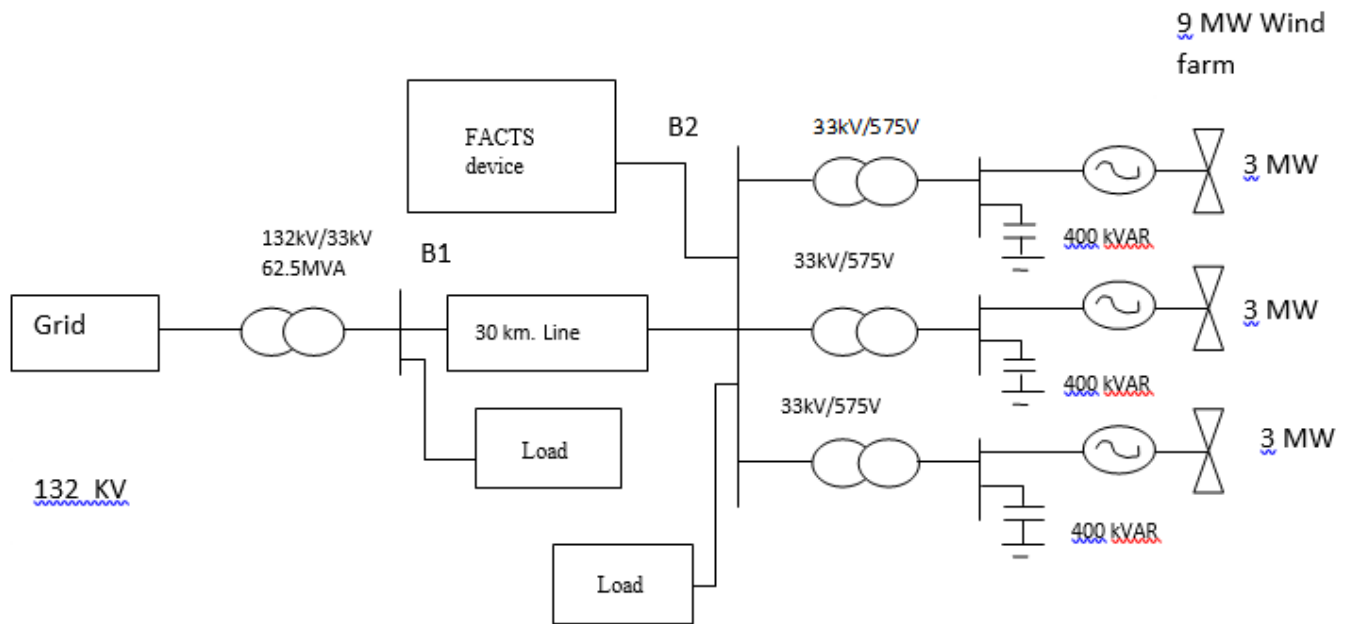 9 MW Wind
farm
FACTS
device
B2
33kV/575V
3 MW
132kV/33kV
62.5MVA
B1
400 kVAR
33kV/575V
Grid
30 km. Line
3 MW
400 kVAR
33kV/575V
Load
3 MW
132 KV
400 kVAR
Load